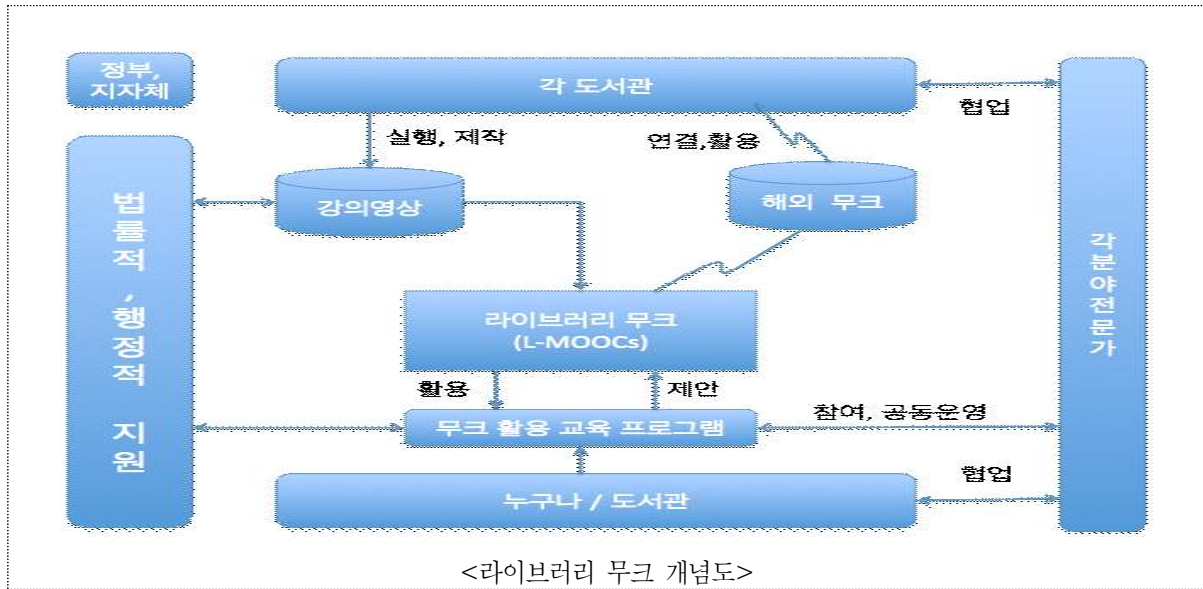 정부,
지자체
각 도서관
협업
실행, 제작
연결,활용
강의영상
해외 무크
법률적,행정적 지원
각분야전문가
라이브러리 무크
(L-MOOCs)
활용
제안
무크 활용 교육 프로그램
참여, 공동운영
누구나 / 도서관
협업
<라이브러리 무크 개념도>